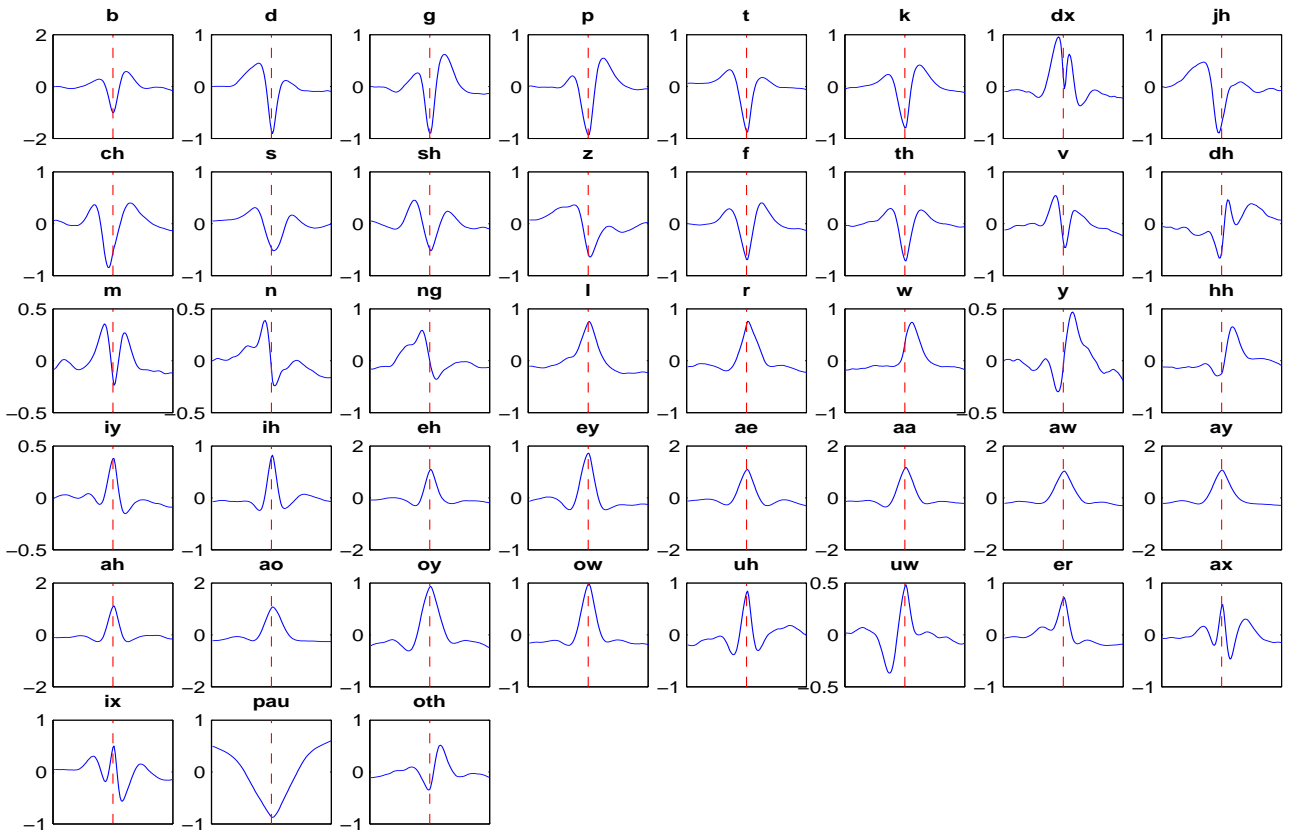 b d g p t k dx jh
2 1 1 1 1 1 1 1
0 0 0 0 0 0 0 0
−2 −1 −1 −1 −1 −1 −1 −1
ch s sh z f th v dh
1 1 1 1 1 1 1 1
0 0 0 0 0 0 0 0
−1 −1 −1 −1 −1 −1 −1 −1
m n ng l r w y hh
0.5 0.5 1 1 1 1 0.5 1
0 0 0 0 0 0 0 0
−0.5 −0.5 −1 −1 −1 −1 −0.5 −1
iy ih eh ey ae aa aw ay
0.5 1 2 1 2 2 2 2
0 0 0 0 0 0 0 0
−0.5 −1 −2 −1 −2 −2 −2 −2
ah ao oy ow uh uw er ax
2 2 1 1 1 0.5 1 1
0 0 0 0 0 0 0 0
−2 −2 −1 −1 −1 −0.5 −1 −1
ix pau oth
1 1 1
0 0 0
−1 −1 −1